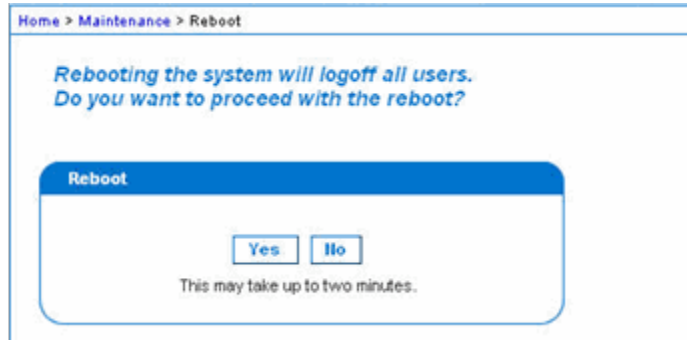 Home > Maintenance > Reboot
Rebooting the system will logoff all users.
Do you want to proceed with the reboot?
Reboot
Yes No
This may take up to two minutes.